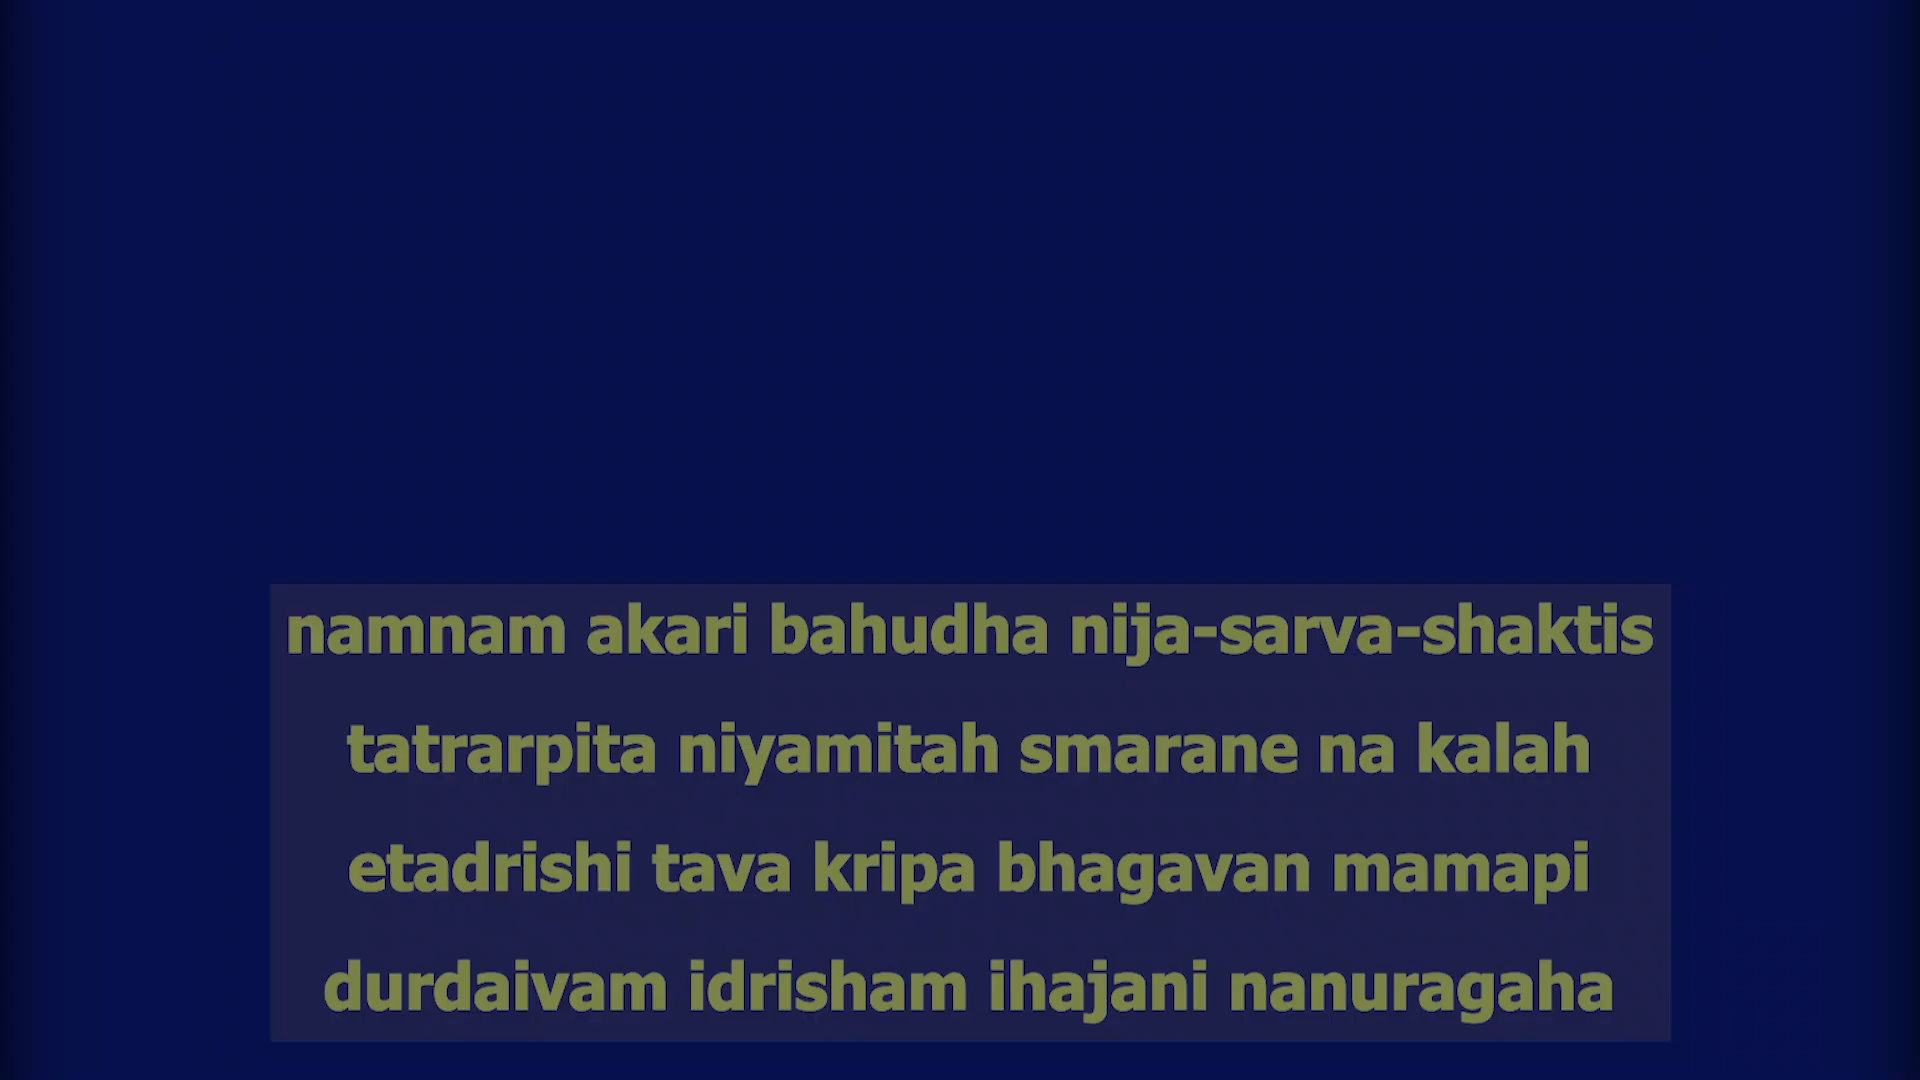 namnam akari bahudha nija-sarva-shaktis
tatrarpita niyamitah smarane na kalah
etadrishi tava kripa bhagavan mamapi
durdaivam idrisham ihajani nanuragaha